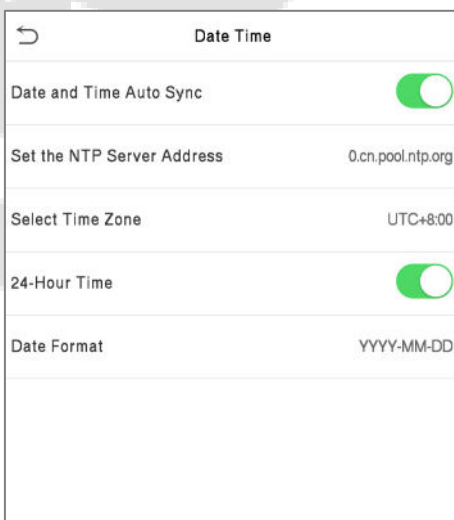 Date Time
Date and Time Auto Sync
Set the NTP Server Address 0.cn.pool.ntp.org
Select Time Zone UTC+8:00
24-Hour Time
Date Format YYYY-MM-DD